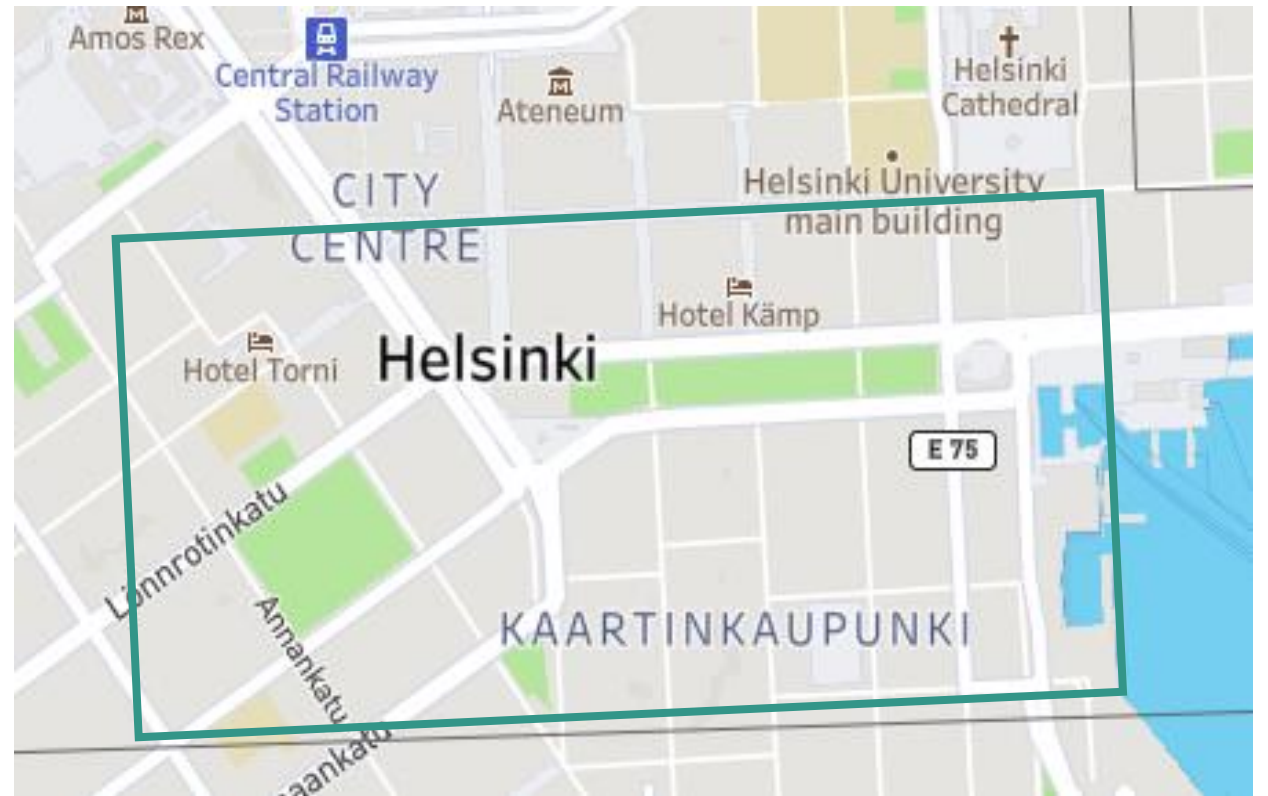 Amos Rex
Central Railway
Station
Ateneum
Helsinki
Cathedral
CITY
CENTRE
Helsinki University
main building
Hotel Kämp
Hotel Torni
Helsinki
E 75
Lönnrotinkatu
Annankatu
KAARTINKAUPUNKI
aankatu